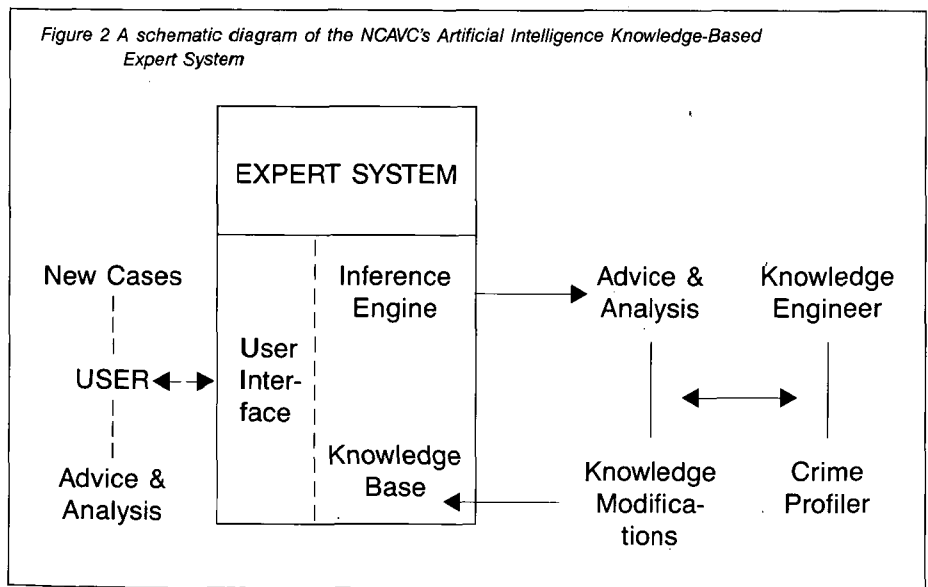 Figure 2 A schematic diagram of the NCAVC's Artificial Intelligence Knowledge-Based
Expert System
EXPERT SYSTEM
New Cases
USER
Advice &
Analysis
User
Inter-
face
Inference
Engine
Knowledge
Base
Advice &
Analysis
Knowledge
Modifica-
tions
Knowledge
Engineer
Crime
Profiler